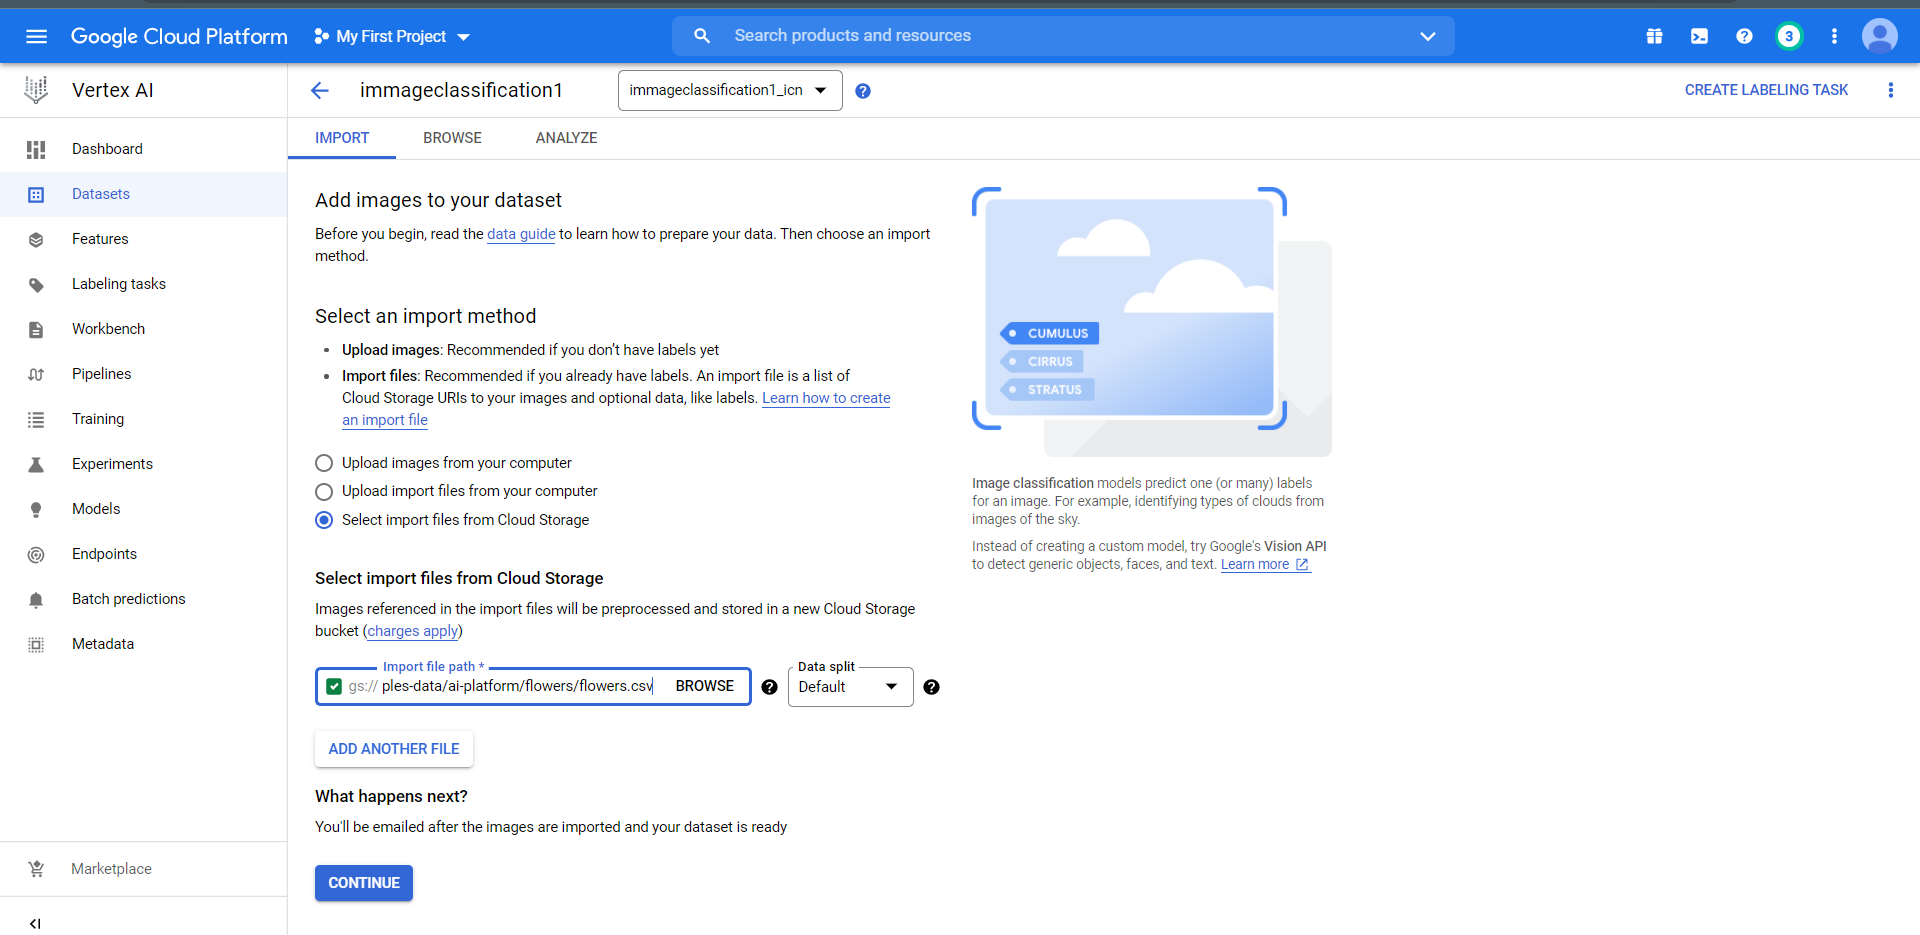 Google Cloud Platform
My First Project
Search products and resources
3
Vertex AI
immageclassification1
immageclassification1_icn
CREATE LABELING TASK
Dashboard
Datasets
Features
Labeling tasks
Workbench
Pipelines
Training
Experiments
Models
Endpoints
Batch predictions
Metadata
Marketplace
IMPORT
BROWSE
ANALYZE
Add images to your dataset
Before you begin, read the data guide to learn how to prepare your data. Then choose an import
method.
Select an import method
• Upload images: Recommended if you don’t have labels yet
• Import files: Recommended if you already have labels. An import file is a list of
Cloud Storage URIs to your images and optional data, like labels. Learn how to create
an import file
Upload images from your computer
Upload import files from your computer
Select import files from Cloud Storage
Select import files from Cloud Storage
Images referenced in the import files will be preprocessed and stored in a new Cloud Storage
bucket (charges apply)
Import file path *
gs:// ples-data/ai-platform/flowers/flowers.csv
BROWSE
Data split
Default
ADD ANOTHER FILE
What happens next?
You'll be emailed after the images are imported and your dataset is ready
CONTINUE
CUMULUS
CIRRUS
STRATUS
Image classification models predict one (or many) labels
for an image. For example, identifying types of clouds from
images of the sky.
Instead of creating a custom model, try Google's Vision API
to detect generic objects, faces, and text. Learn more